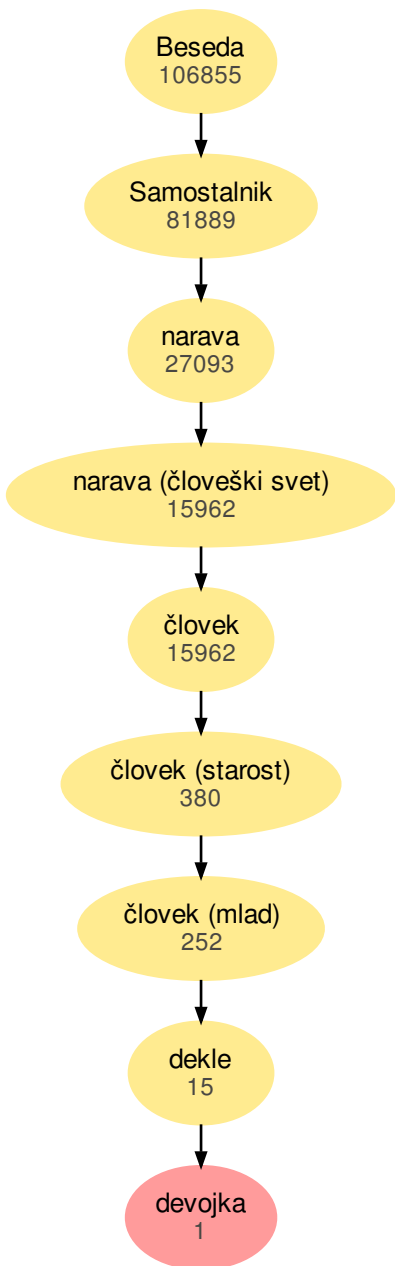 Beseda
106855
Samostalnik
81889
narava
27093
narava (človeški svet)
15962
človek
15962
človek (starost)
380
človek (mlad)
252
dekle
15
devojka
1